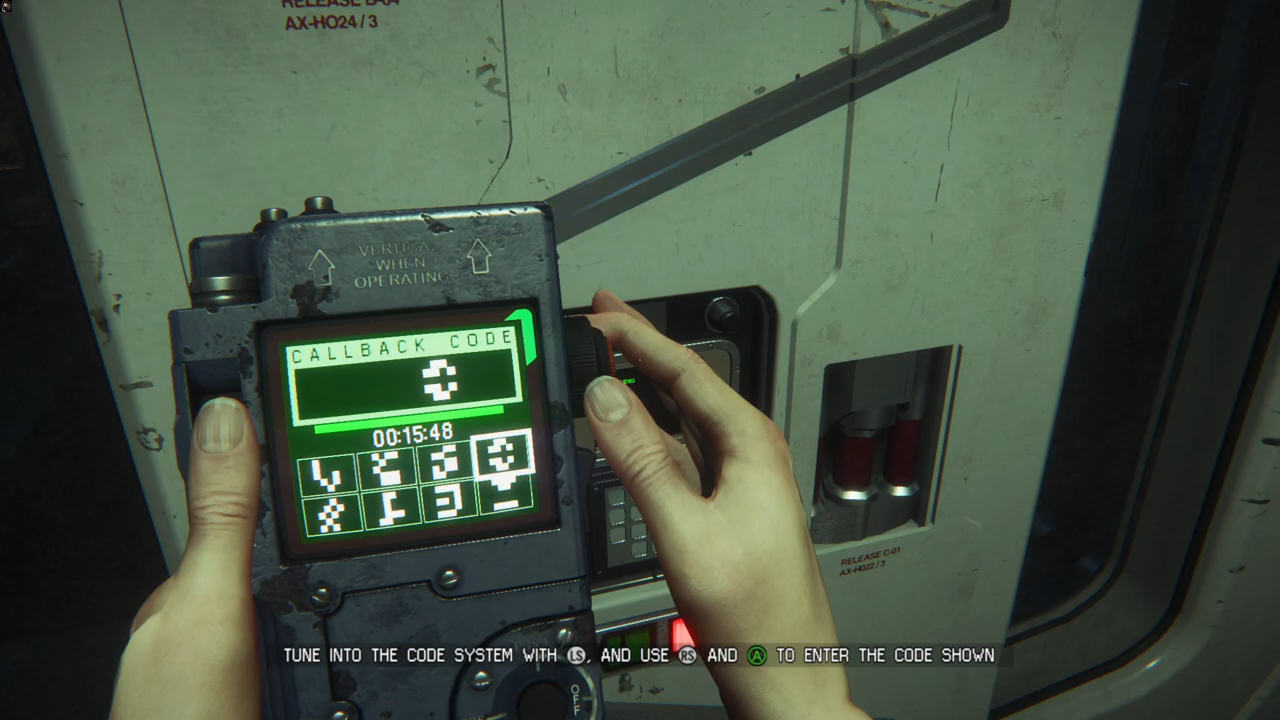 RELEASE
AX-HO24 / 3
VERTICAL
WHEN
OPERATING
CALLBACK CODE
00:15:48
RELEASE C-01
AX-HO22 / 3
OFF
TUNE INTO THE CODE SYSTEM WITH LS, AND USE RS AND A TO ENTER THE CODE SHOWN